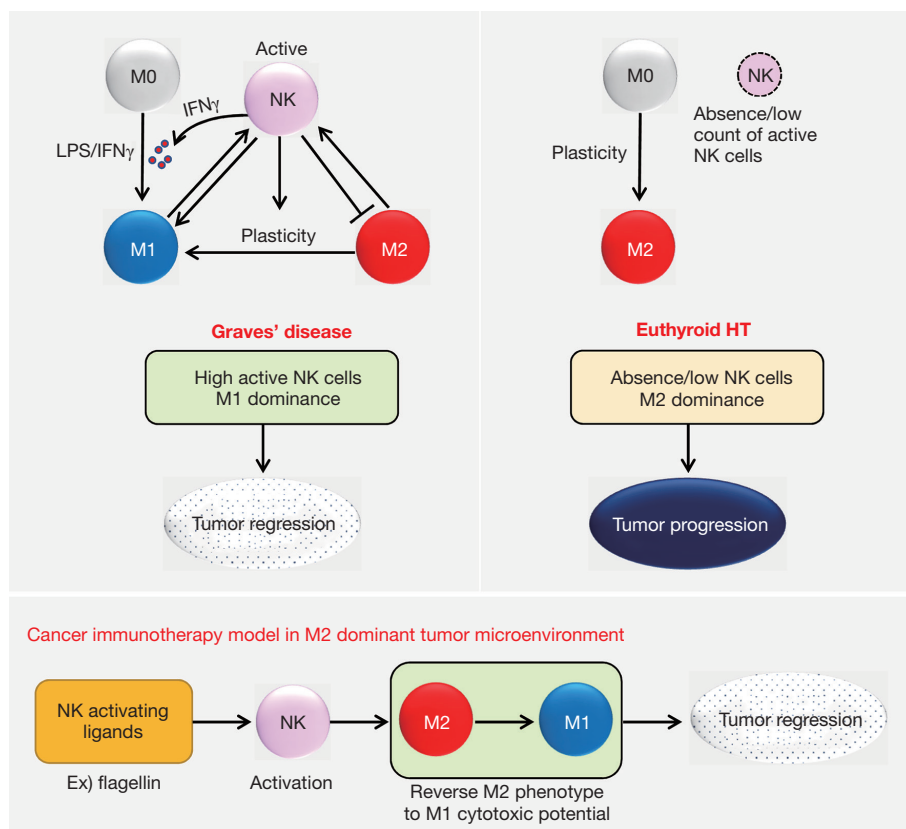 Active
M0
NK
IFNγ
LPS/IFNγ
M1
Plasticity
M2
Graves’ disease
High active NK cells
M1 dominance
Tumor regression
M0
NK
Absence/low
count of active
NK cells
Plasticity
M2
Euthyroid HT
Absence/low NK cells
M2 dominance
Tumor progression
Cancer immunotherapy model in M2 dominant tumor microenvironment
NK activating
ligands
Ex) flagellin
NK
Activation
M2
M1
Reverse M2 phenotype
to M1 cytotoxic potential
Tumor regression